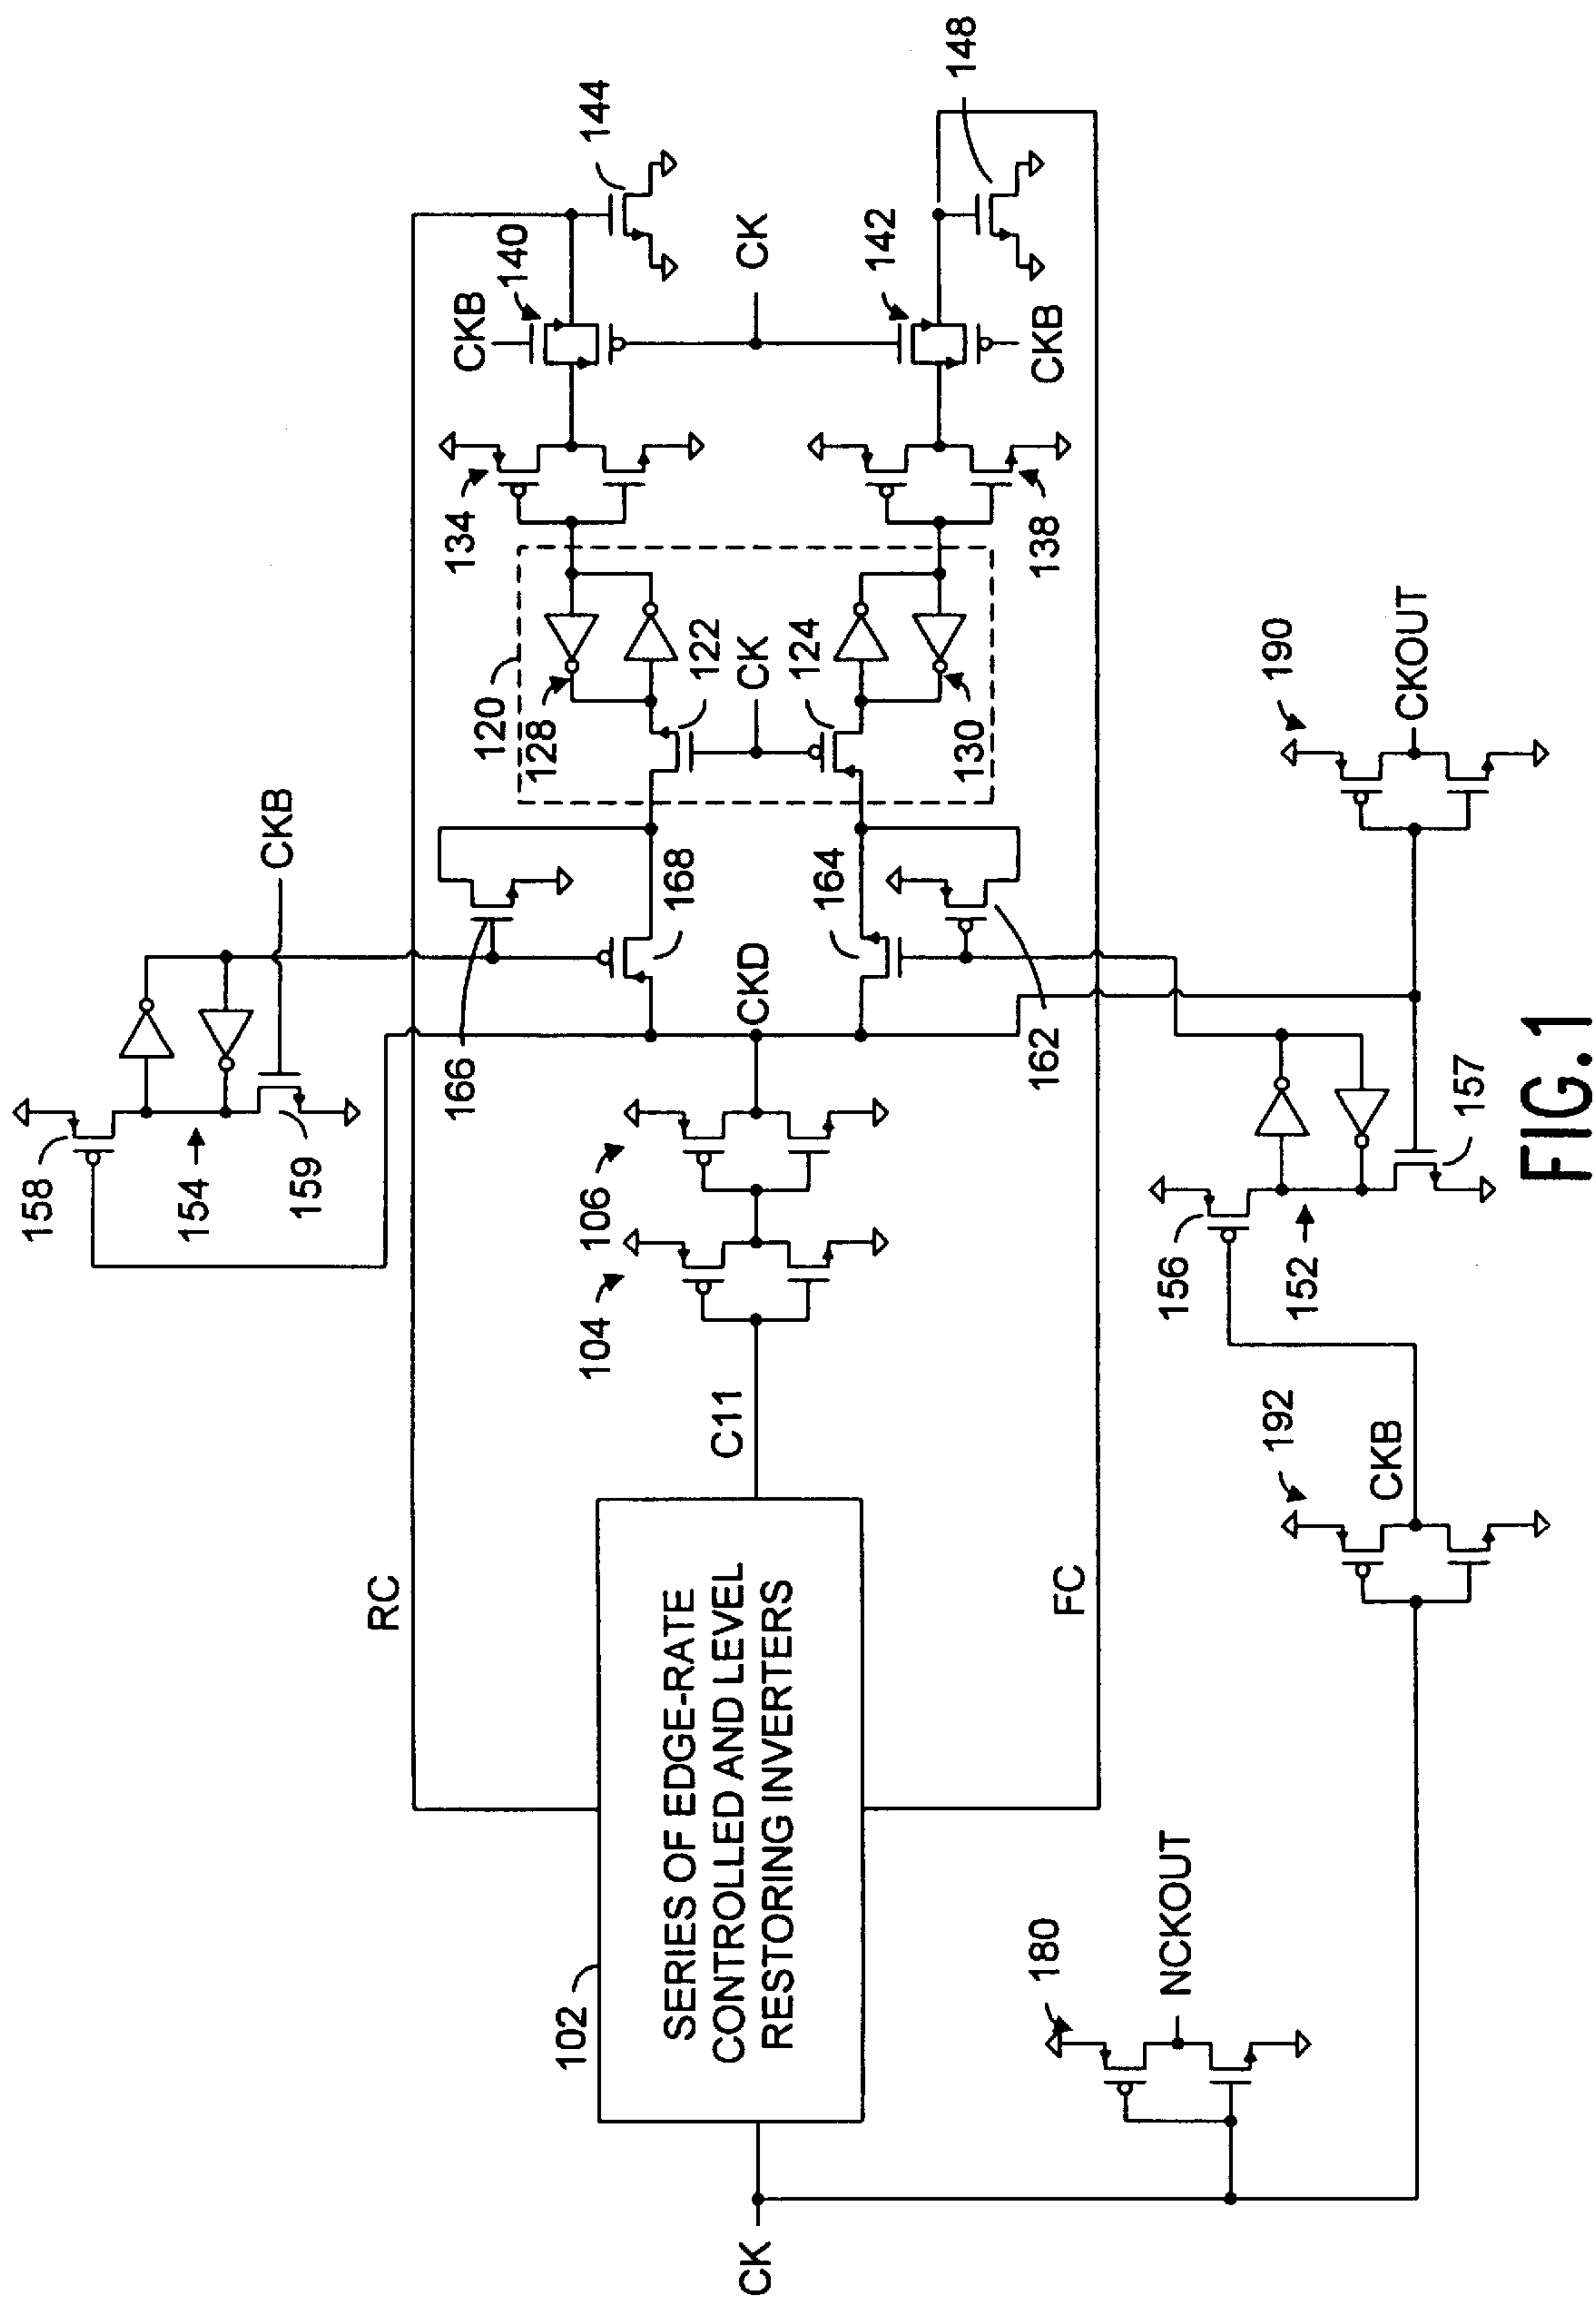 158
154
159
CKB
166
168
RC
134
CKB
140
144
120
128
122
CK
CK
124
130
142
148
138
CKB
CKD
164
162
104
106
C11
102
SERIES OF EDGE-RATE
CONTROLLED AND LEVEL
RESTORING INVERTERS
FC
CK
180
NCKOUT
192
CKB
156
152
157
190
CKOUT
FIG.1